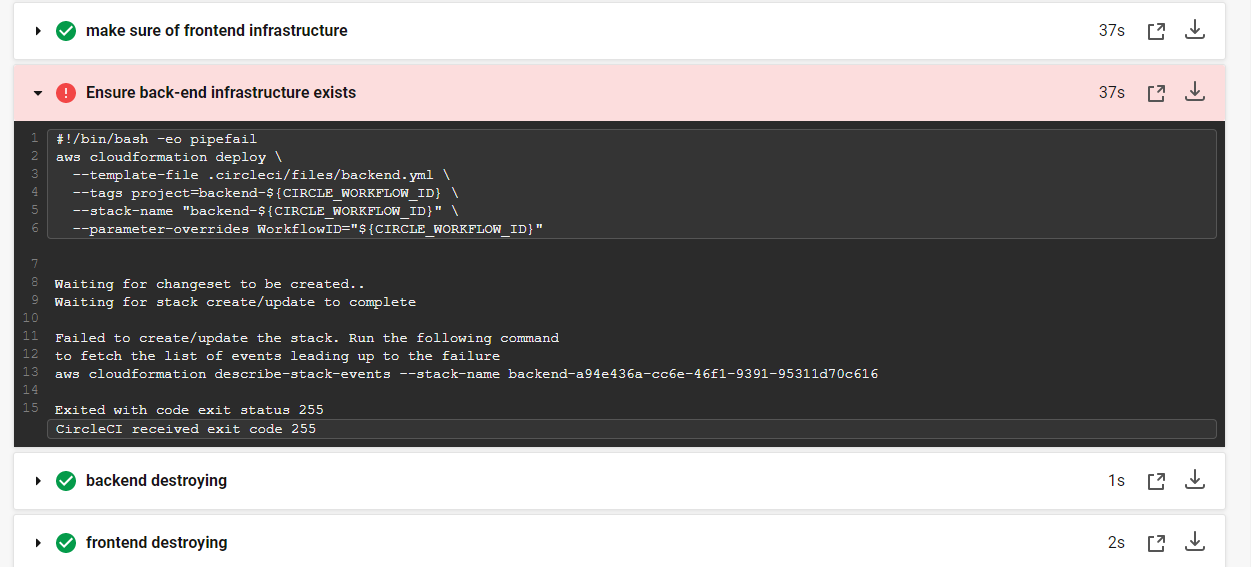 make sure of frontend infrastructure 37s
! Ensure back-end infrastructure exists 37s
1 #!/bin/bash -eo pipefail
2 aws cloudformation deploy \
3 --template-file .circleci/files/backend.yml \
4 --tags project=backend-${CIRCLE_WORKFLOW_ID} \
5 --stack-name "backend-${CIRCLE_WORKFLOW_ID}" \
6 --parameter-overrides WorkflowID="${CIRCLE_WORKFLOW_ID}"
7
8 Waiting for changeset to be created..
9 Waiting for stack create/update to complete
10
11 Failed to create/update the stack. Run the following command
12 to fetch the list of events leading up to the failure
13 aws cloudformation describe-stack-events --stack-name backend-a94e436a-cc6e-46f1-9391-95311d70c616
14
15 Exited with code exit status 255
CircleCI received exit code 255
backend destroying 1s
frontend destroying 2s